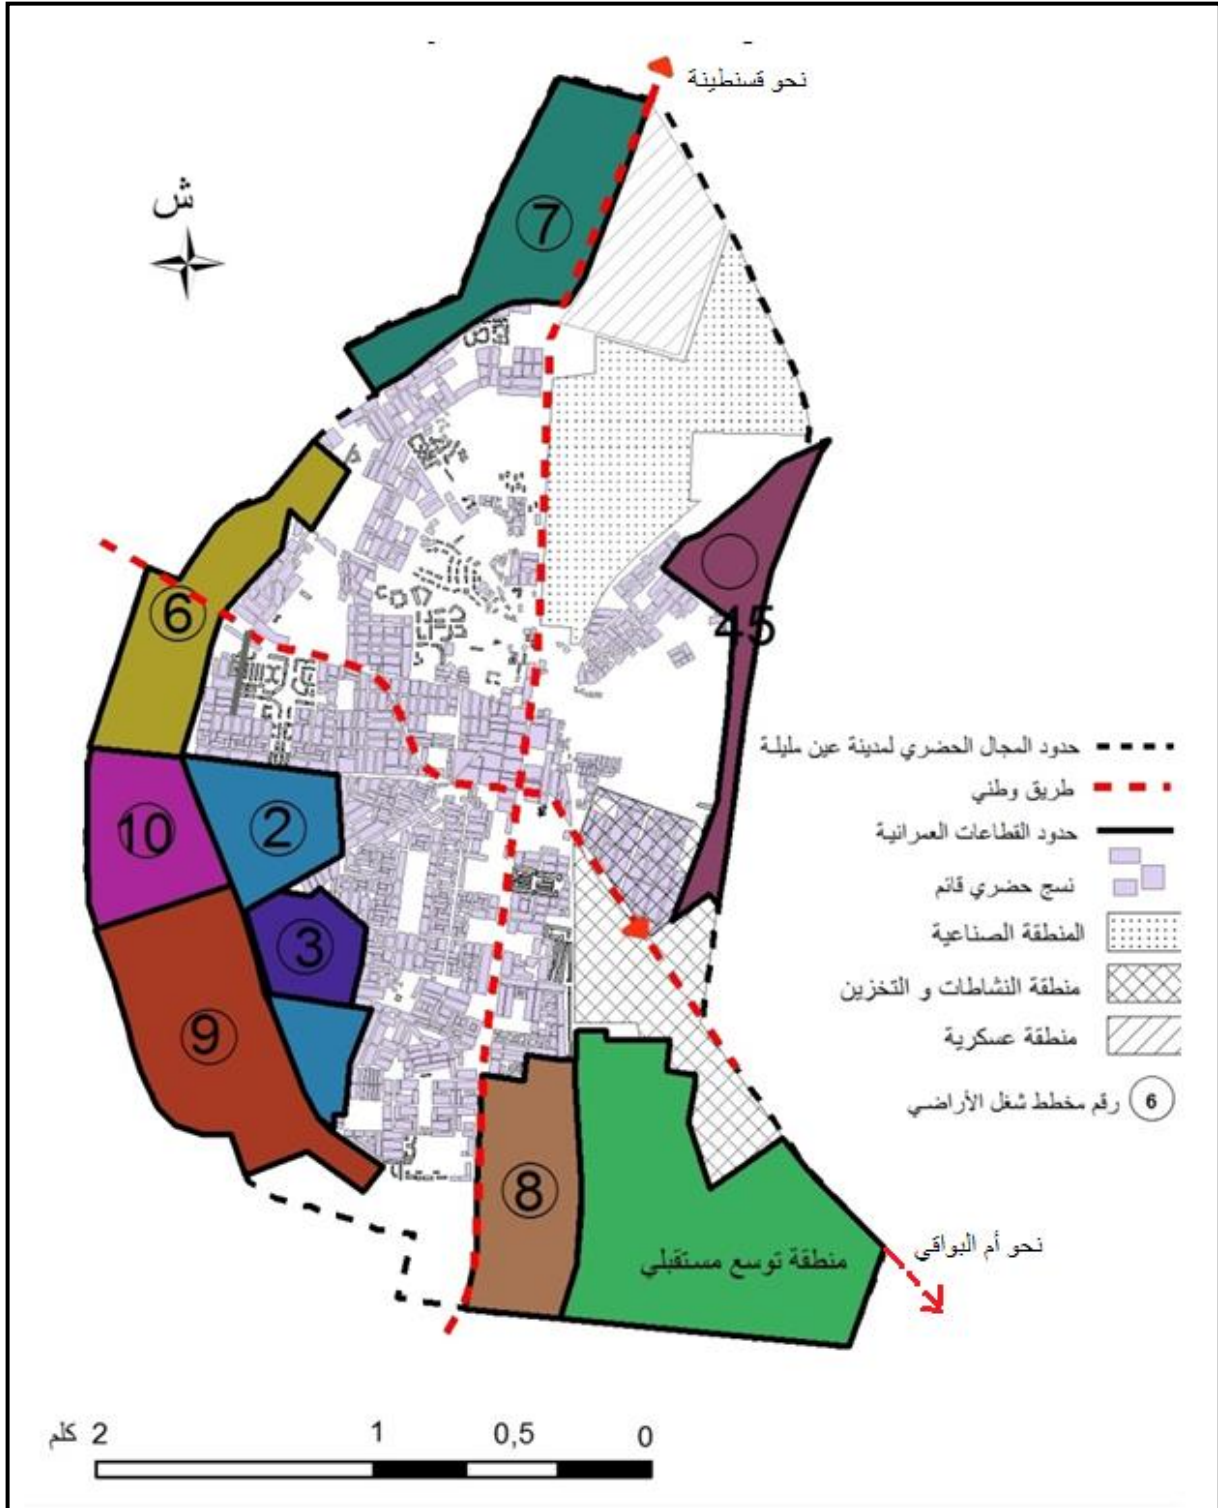 نحو قسنطينة
ش
7
6
45
10
2
3
9
8
حدود المجال الحضري لمدينة عين مليلة
طريق وطني
حدود القطاعات العمرانية
نسج حضري قائم
المنطقة الصناعية
منطقة النشاطات و التخزين
منطقة عسكرية
6 رقم مخطط شغل الأراضي
منطقة توسع مستقبلي
نحو أم البواقي
كلم 2 1 0,5 0